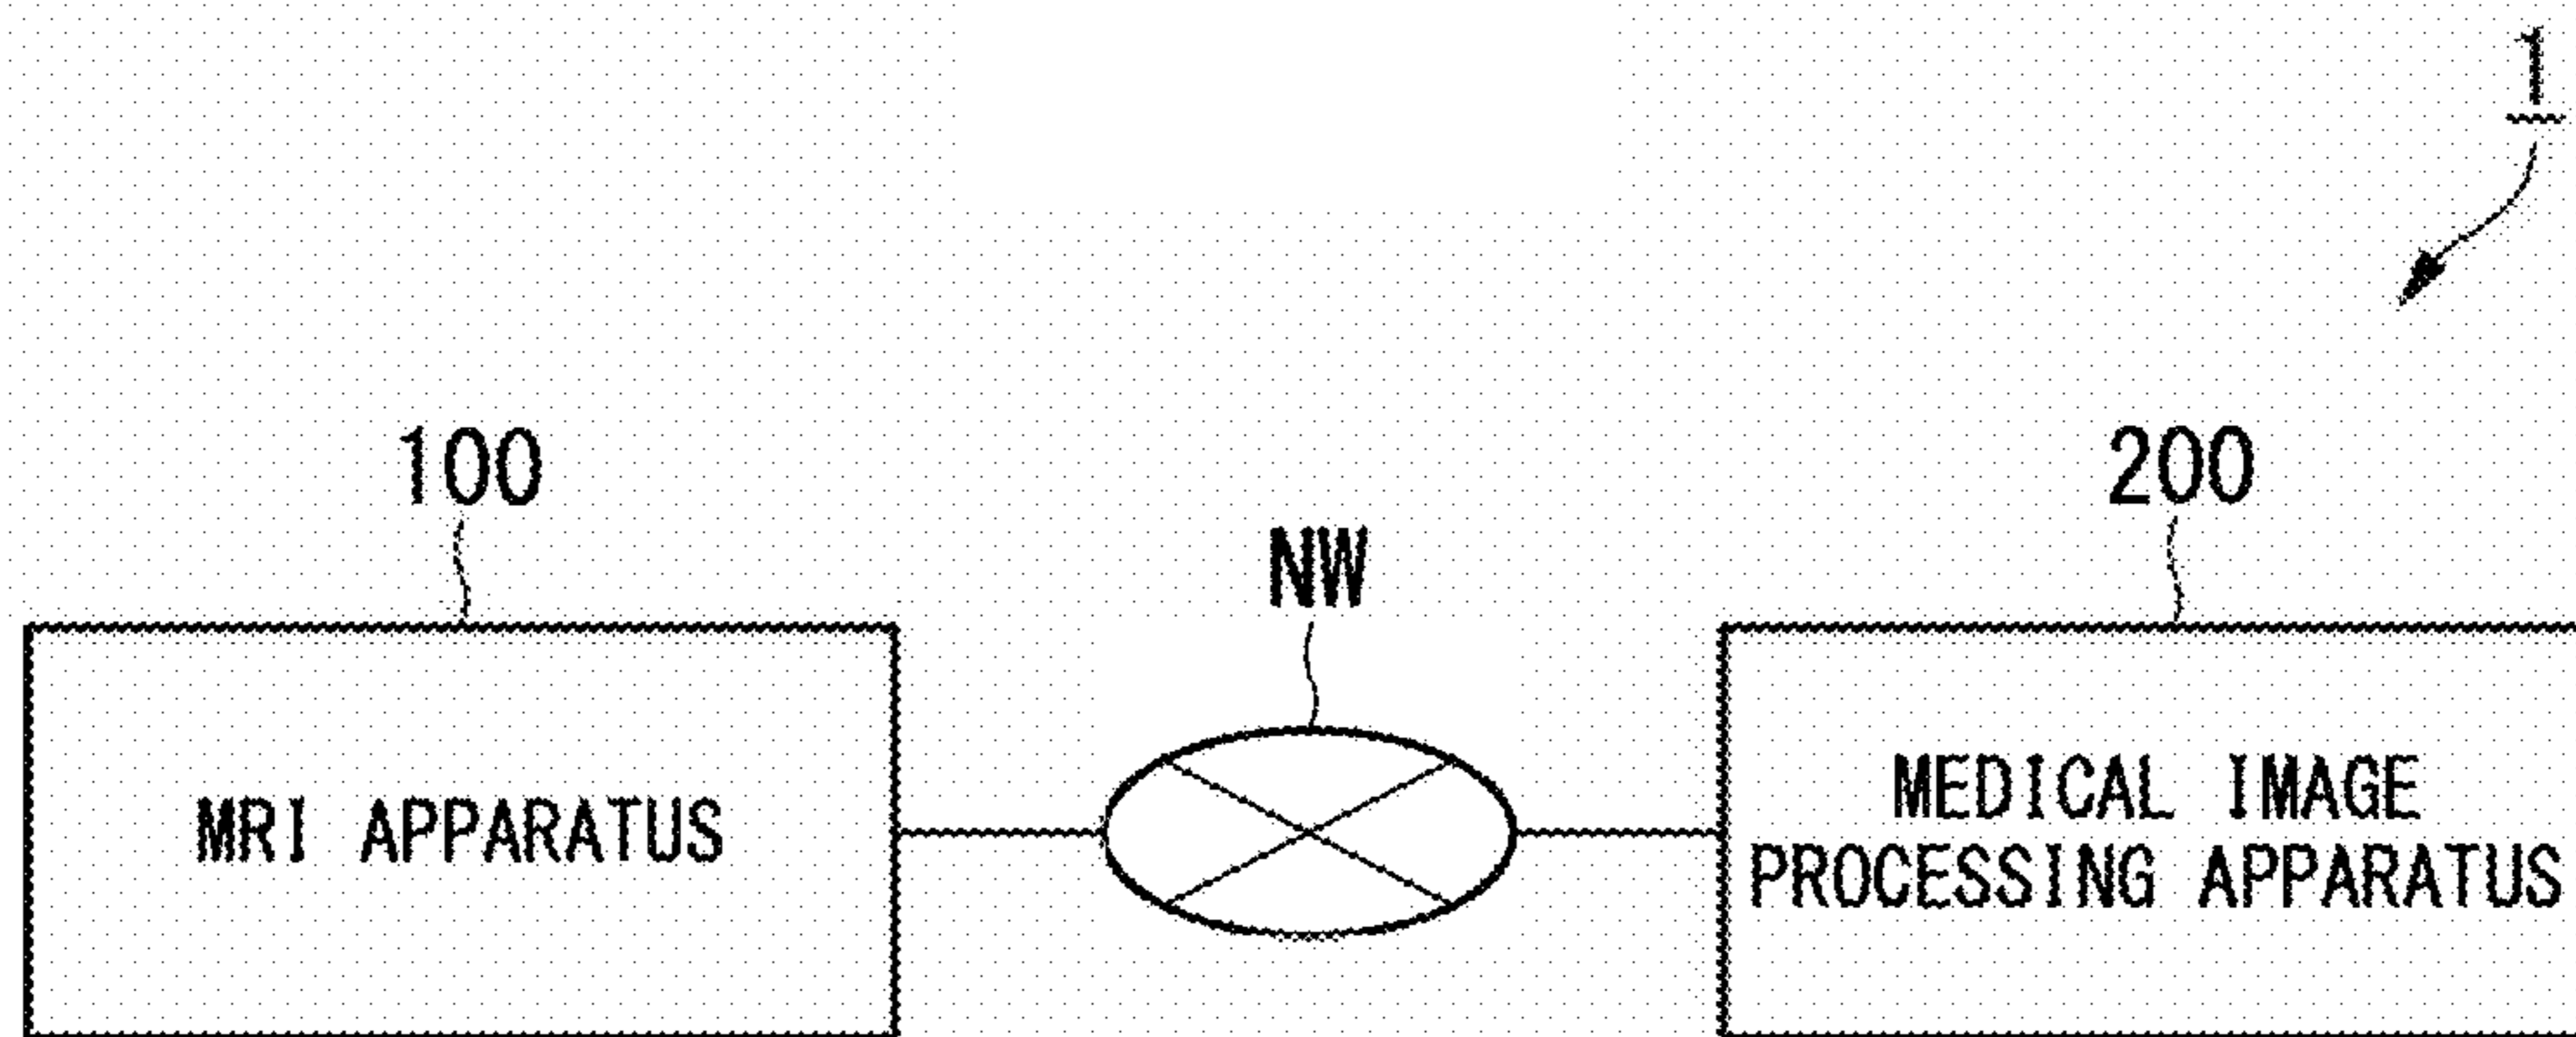 1
100
200
NW
MRI APPARATUS
MEDICAL IMAGE
PROCESSING APPARATUS